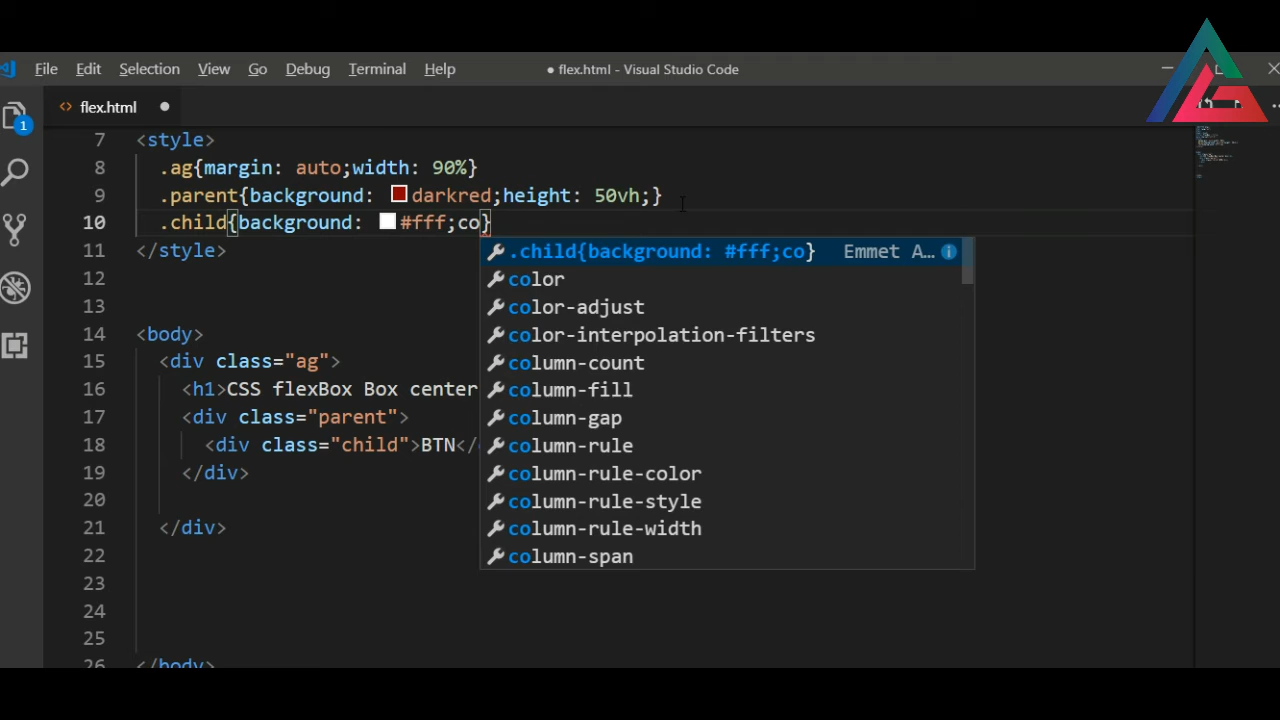 File Edit Selection View Go Debug Terminal Help ● flex.html - Visual Studio Code
1
<> flex.html ●
7 <style>
8 .ag{margin: auto;width: 90%}
9 .parent{background: darkred;height: 50vh;}
10 .child{background: #fff;co}
11 </style>
.child{background: #fff;co} Emmet A…
12
color
13
color-adjust
14 <body>
color-interpolation-filters
15 <div class="ag">
column-count
16 <h1>CSS flexBox Box center
column-fill
17 <div class="parent">
column-gap
18 <div class="child">BTN</
column-rule
19 </div>
column-rule-color
20
column-rule-style
21 </div>
column-rule-width
22
column-span
23
24
25
26 </body>